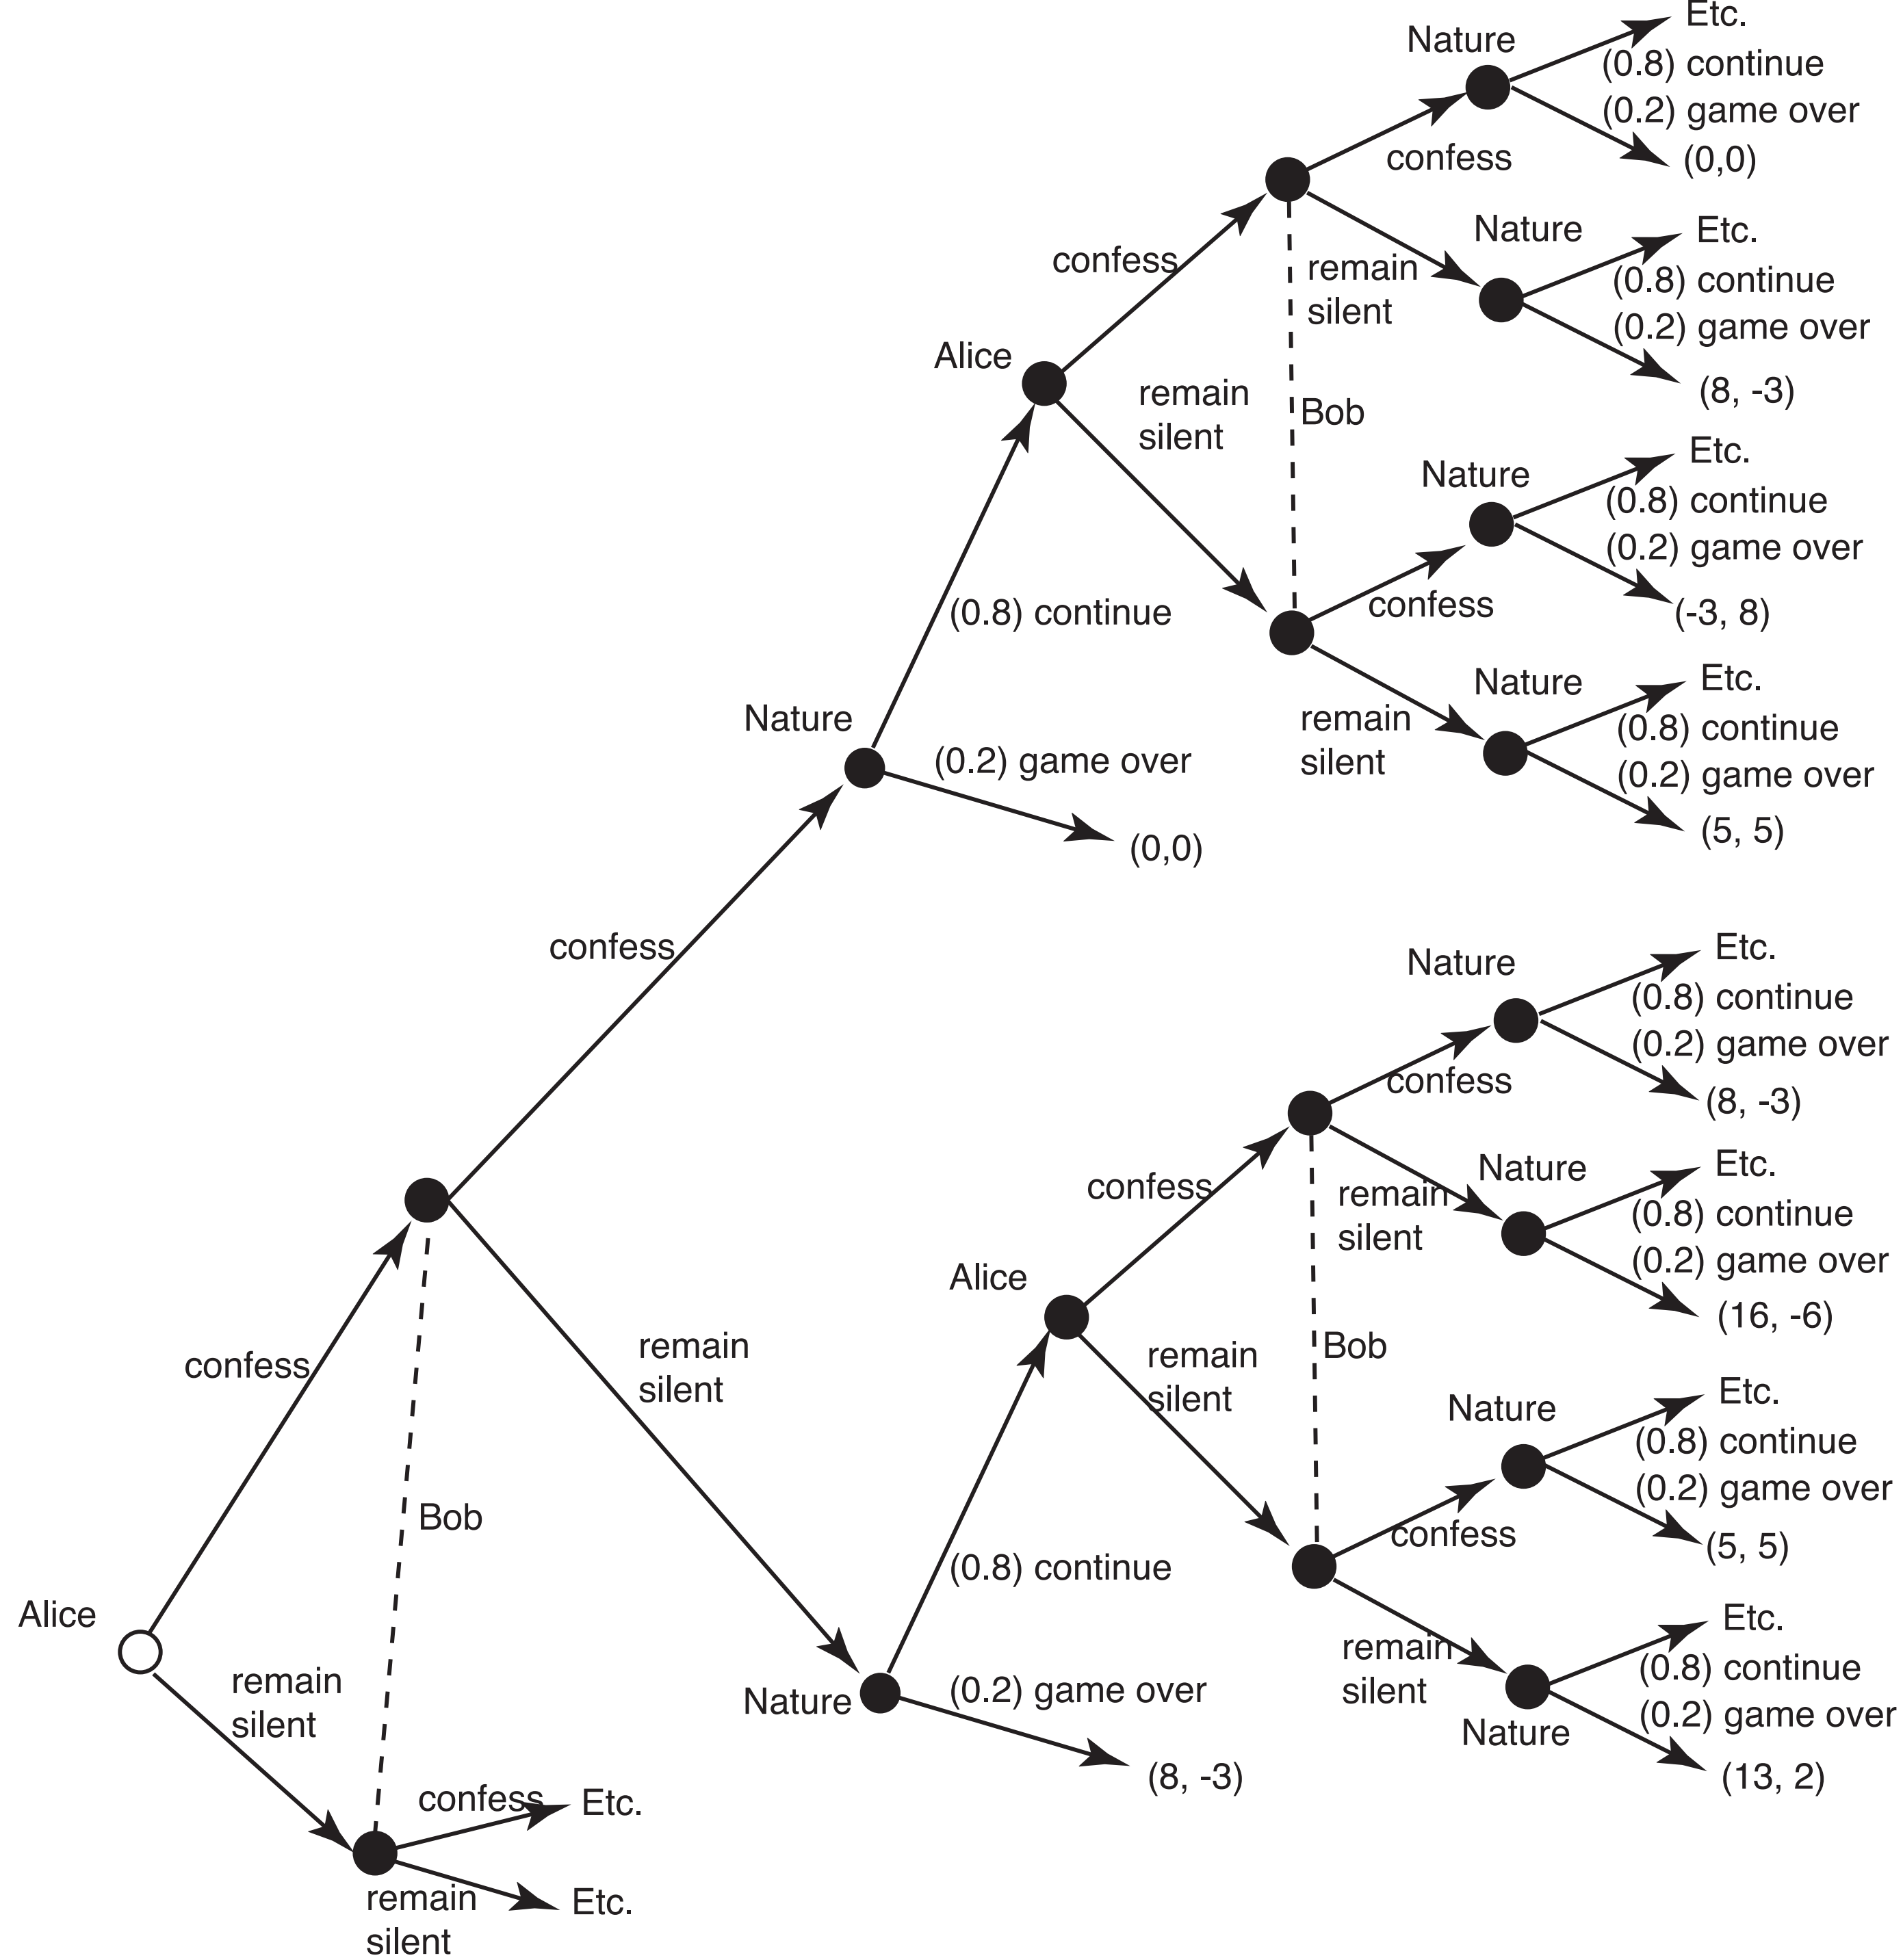 Etc.
Nature
(0.8) continue
(0.2) game over
confess
(0,0)
Nature
Etc.
confess
remain
silent
(0.8) continue
(0.2) game over
Alice
(8, -3)
remain
silent
Bob
Etc.
Nature
(0.8) continue
(0.2) game over
confess
(-3, 8)
(0.8) continue
Nature
Etc.
Nature
remain
silent
(0.8) continue
(0.2) game over
(0.2) game over
(5, 5)
(0,0)
confess
Etc.
Nature
(0.8) continue
(0.2) game over
confess
(8, -3)
Nature
Etc.
confess
remain
silent
(0.8) continue
(0.2) game over
Alice
(16, -6)
remain
silent
Bob
confess
remain
silent
Etc.
Nature
(0.8) continue
(0.2) game over
confess
(5, 5)
Bob
(0.8) continue
Alice
Etc.
remain
silent
(0.8) continue
(0.2) game over
Nature
remain
silent
Nature
(0.2) game over
(13, 2)
(8, -3)
confess
Etc.
remain
silent
Etc.